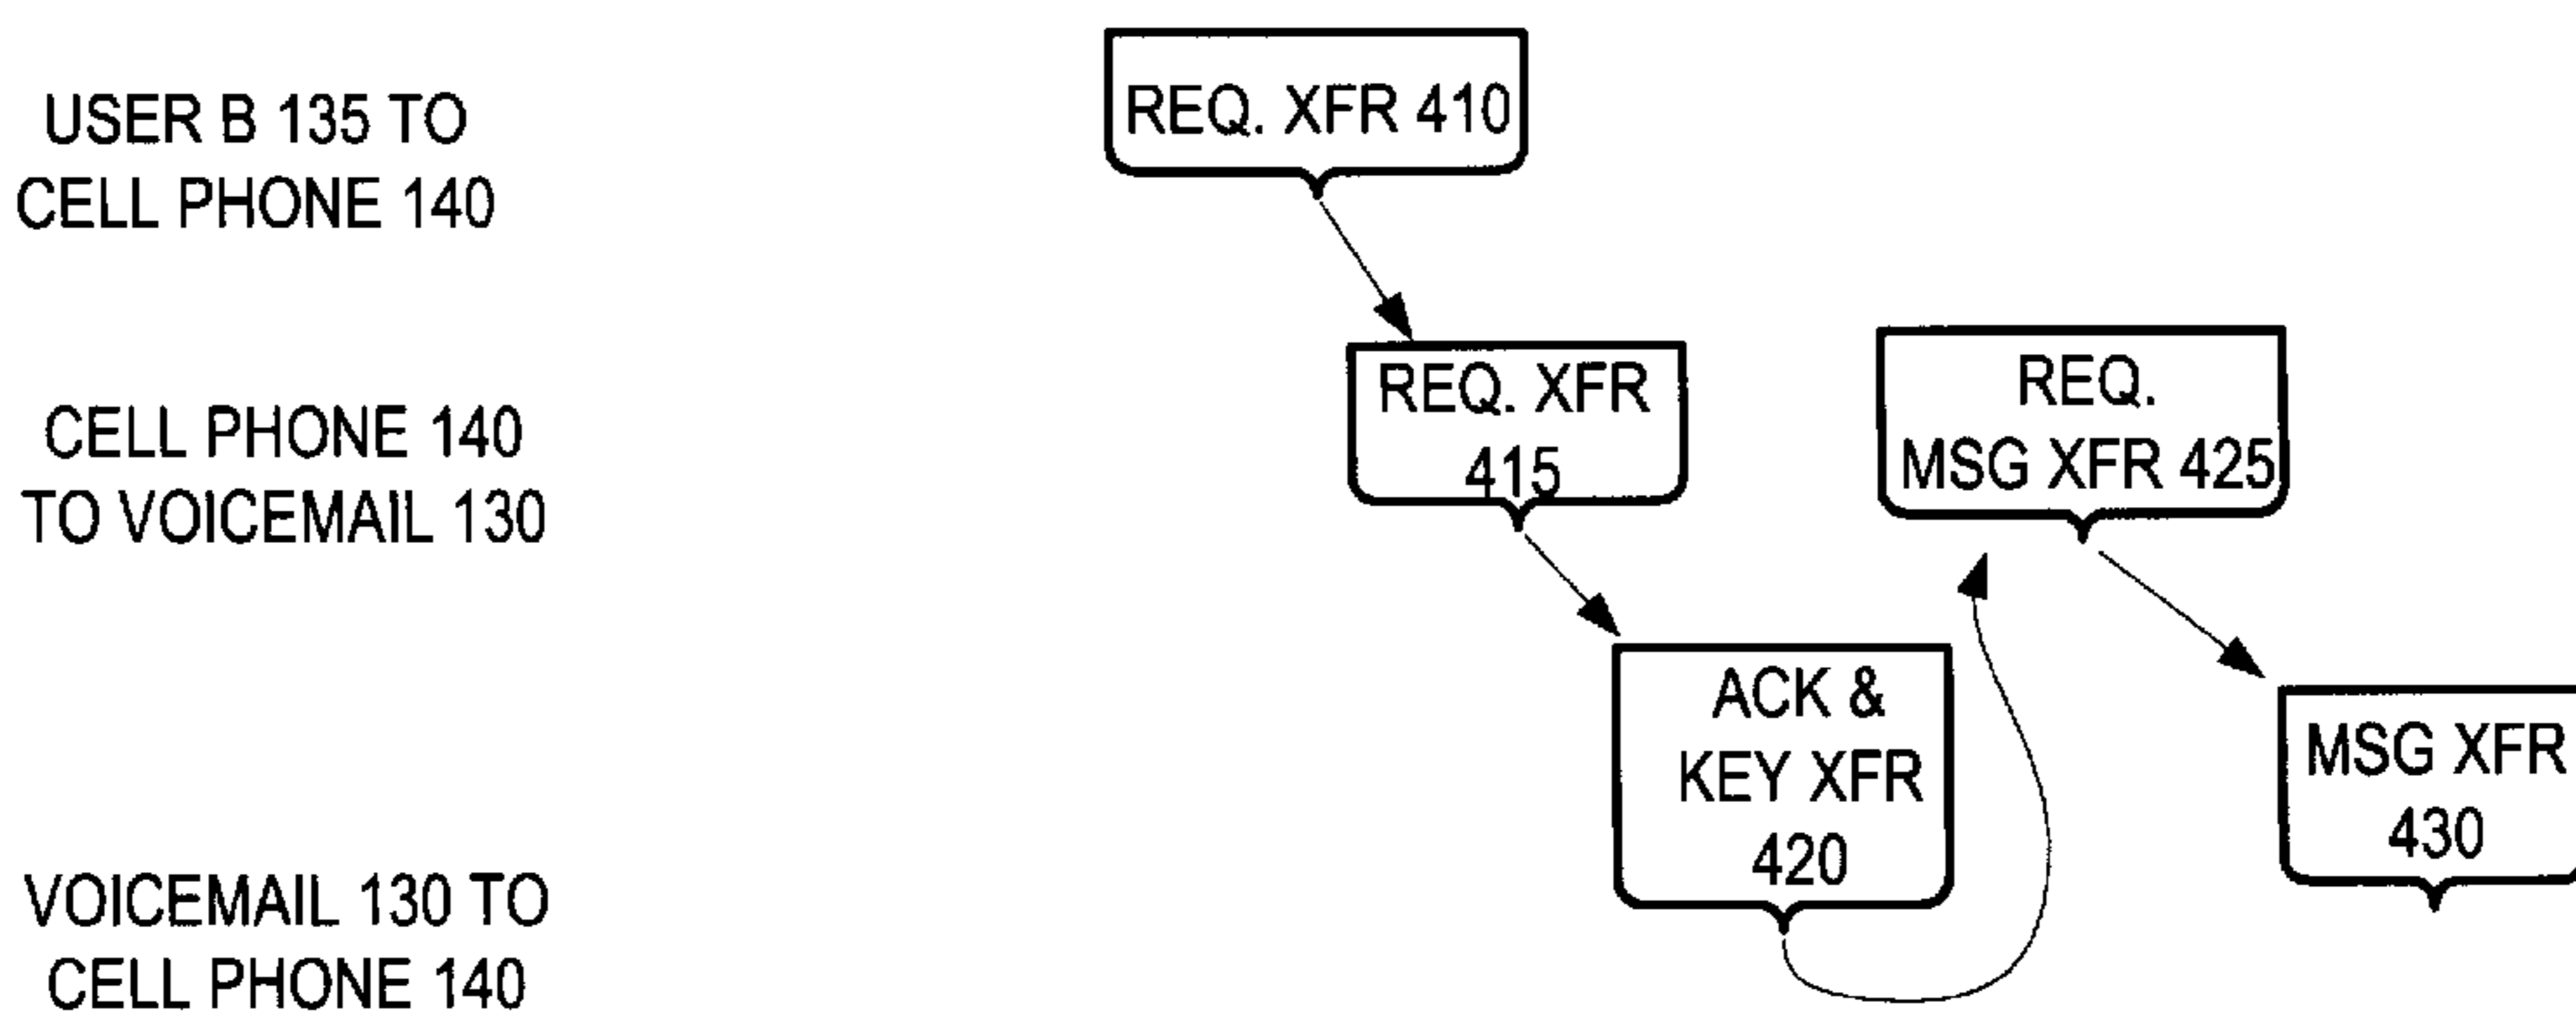 USER B 135 TO
CELL PHONE 140
REQ. XFR 410
CELL PHONE 140
TO VOICEMAIL 130
REQ. XFR
415
REQ.
MSG XFR 425
VOICEMAIL 130 TO
CELL PHONE 140
ACK &
KEY XFR
420
MSG XFR
430